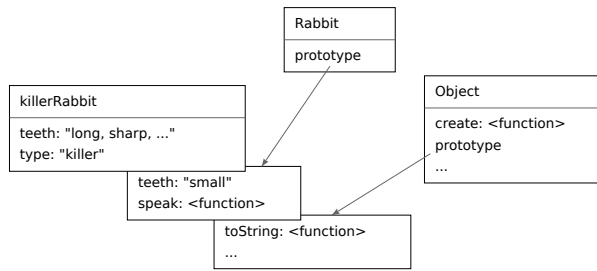 Rabbit
prototype
killerRabbit
teeth: "long, sharp, ..."
type: "killer"
Object
create: <function>
prototype
...
teeth: "small"
speak: <function>
toString: <function>
...